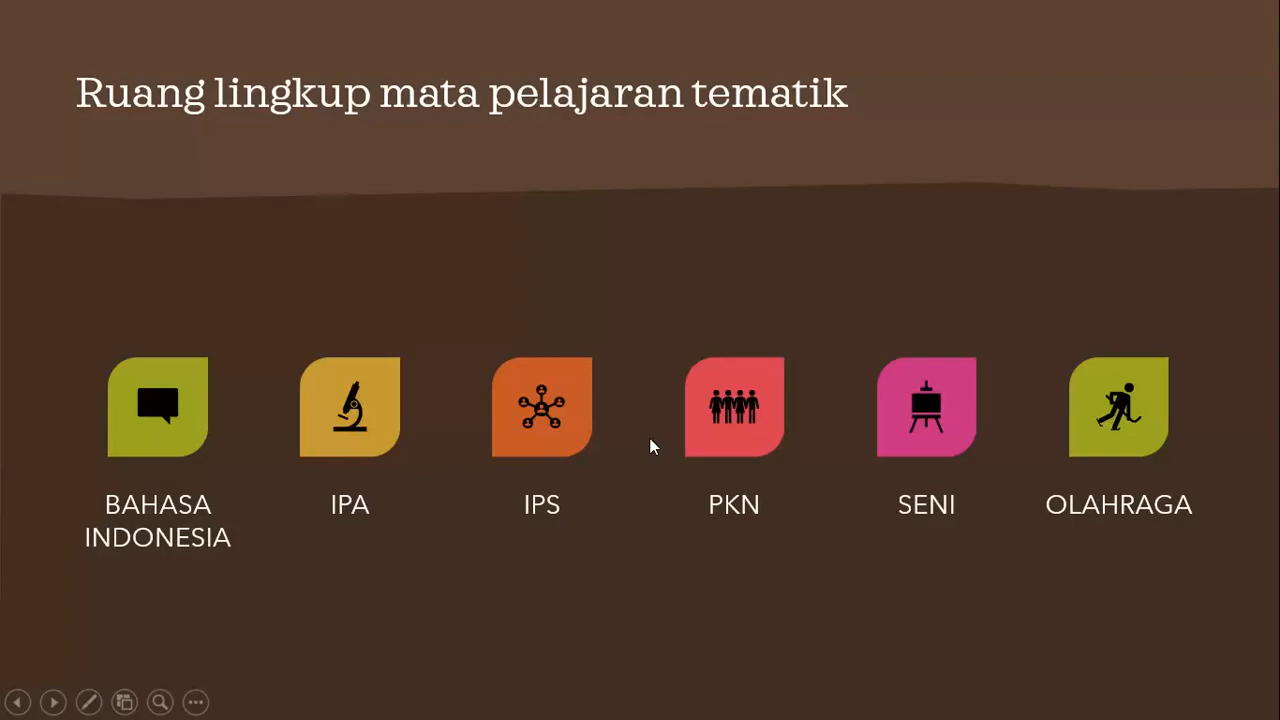 Ruang lingkup mata pelajaran tematik
BAHASA
INDONESIA
IPA
IPS
PKN
SENI
OLAHRAGA